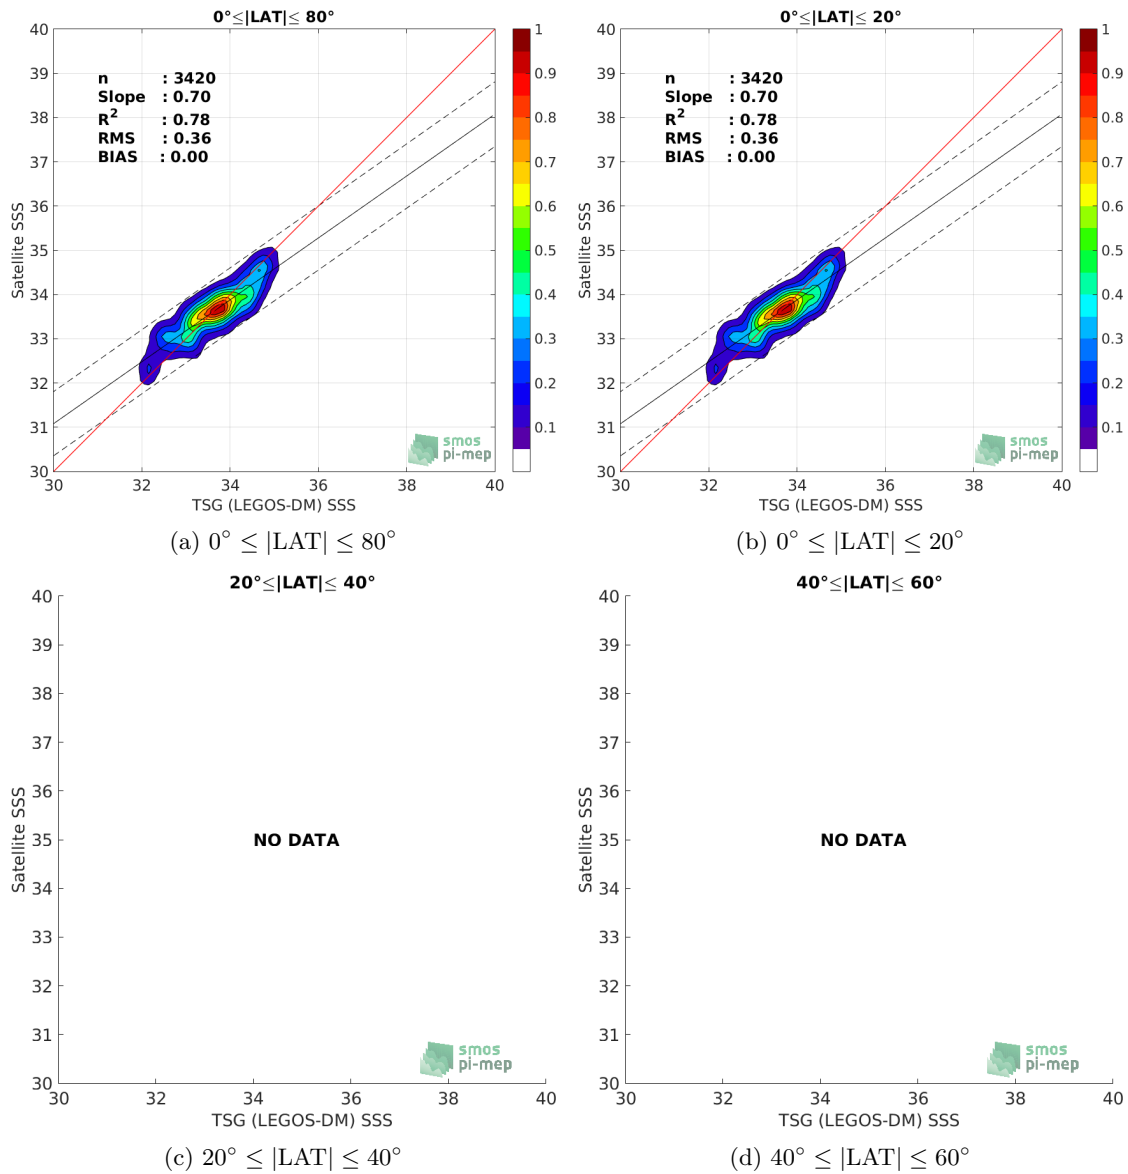 0°≤|LAT|≤ 80°
n : 3420
Slope : 0.70
R² : 0.78
RMS : 0.36
BIAS : 0.00
40
39
38
37
36
35
34
33
32
31
30
30 32 34 36 38 40
Satellite SSS
TSG (LEGOS-DM) SSS
1
0.9
0.8
0.7
0.6
0.5
0.4
0.3
0.2
0.1
smos
pi-mep
(a) 0° ≤ |LAT| ≤ 80°
0°≤|LAT|≤ 20°
n : 3420
Slope : 0.70
R² : 0.78
RMS : 0.36
BIAS : 0.00
40
39
38
37
36
35
34
33
32
31
30
30 32 34 36 38 40
Satellite SSS
TSG (LEGOS-DM) SSS
1
0.9
0.8
0.7
0.6
0.5
0.4
0.3
0.2
0.1
smos
pi-mep
(b) 0° ≤ |LAT| ≤ 20°
20°≤|LAT|≤ 40°
40
39
38
37
36
35
34
33
32
31
30
30 32 34 36 38 40
Satellite SSS
NO DATA
TSG (LEGOS-DM) SSS
smos
pi-mep
(c) 20° ≤ |LAT| ≤ 40°
40°≤|LAT|≤ 60°
40
39
38
37
36
35
34
33
32
31
30
30 32 34 36 38 40
Satellite SSS
NO DATA
TSG (LEGOS-DM) SSS
smos
pi-mep
(d) 40° ≤ |LAT| ≤ 60°